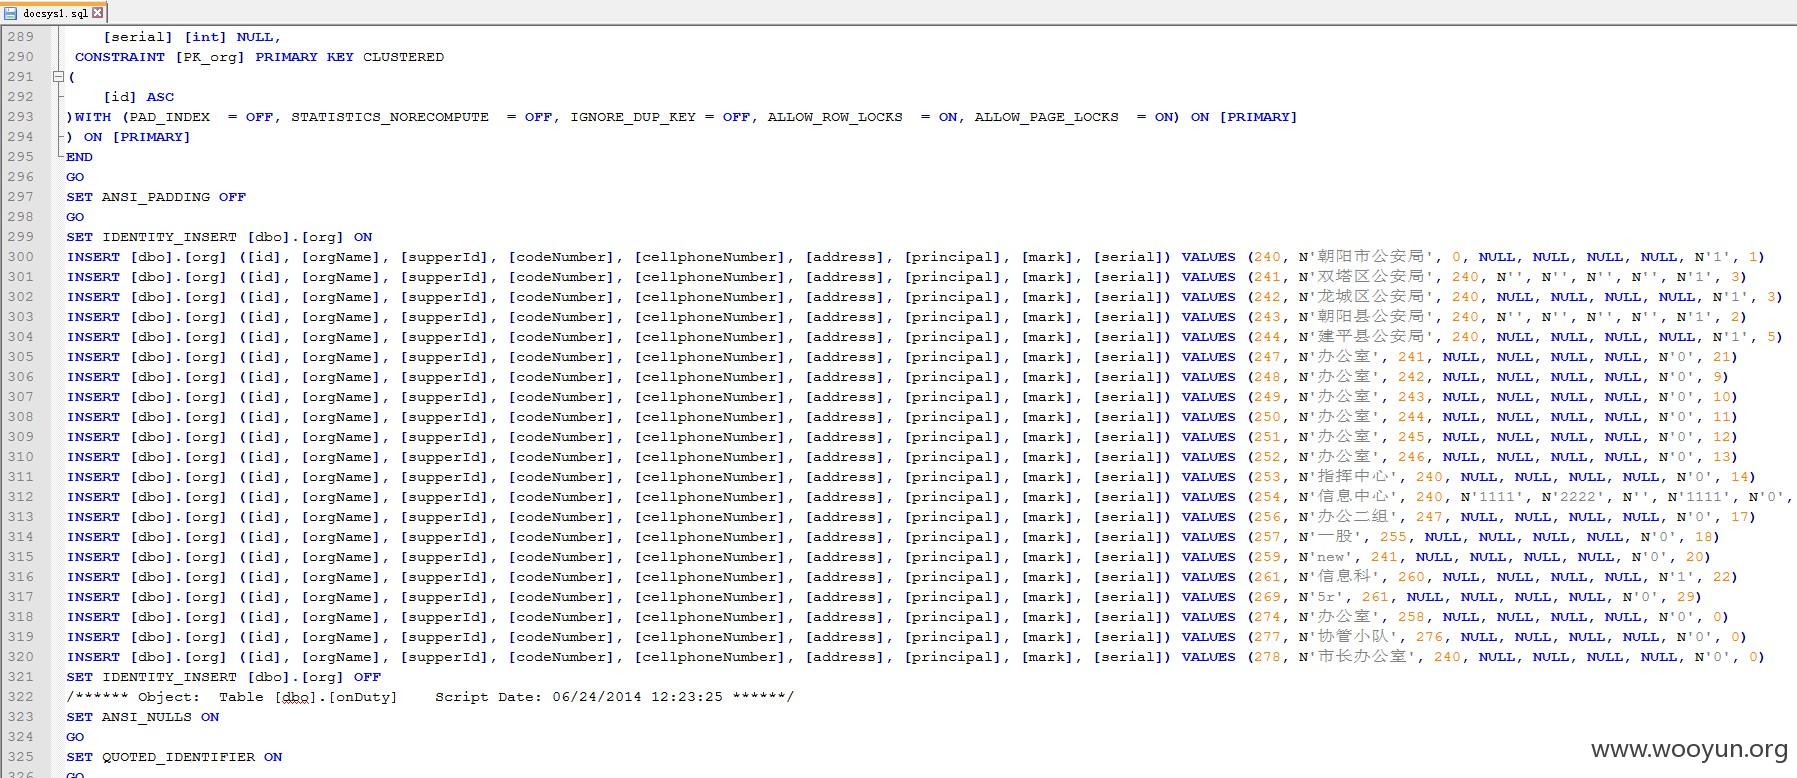 docsys1.sql
289 [serial] [int] NULL,
290 CONSTRAINT [PK_org] PRIMARY KEY CLUSTERED
291 (
292 [id] ASC
293 )WITH (PAD_INDEX  = OFF, STATISTICS_NORECOMPUTE  = OFF, IGNORE_DUP_KEY = OFF, ALLOW_ROW_LOCKS  = ON, ALLOW_PAGE_LOCKS  = ON) ON [PRIMARY]
294 ) ON [PRIMARY]
295 END
296 GO
297 SET ANSI_PADDING OFF
298 GO
299 SET IDENTITY_INSERT [dbo].[org] ON
300 INSERT [dbo].[org] ([id], [orgName], [supperId], [codeNumber], [cellphoneNumber], [address], [principal], [mark], [serial]) VALUES (240, N'朝阳市公安局', 0, NULL, NULL, NULL, NULL, N'1', 1)
301 INSERT [dbo].[org] ([id], [orgName], [supperId], [codeNumber], [cellphoneNumber], [address], [principal], [mark], [serial]) VALUES (241, N'双塔区公安局', 240, N'', N'', N'', N'', N'1', 3)
302 INSERT [dbo].[org] ([id], [orgName], [supperId], [codeNumber], [cellphoneNumber], [address], [principal], [mark], [serial]) VALUES (242, N'龙城区公安局', 240, NULL, NULL, NULL, NULL, N'1', 3)
303 INSERT [dbo].[org] ([id], [orgName], [supperId], [codeNumber], [cellphoneNumber], [address], [principal], [mark], [serial]) VALUES (243, N'朝阳县公安局', 240, N'', N'', N'', N'', N'1', 2)
304 INSERT [dbo].[org] ([id], [orgName], [supperId], [codeNumber], [cellphoneNumber], [address], [principal], [mark], [serial]) VALUES (244, N'建平县公安局', 240, NULL, NULL, NULL, NULL, N'1', 5)
305 INSERT [dbo].[org] ([id], [orgName], [supperId], [codeNumber], [cellphoneNumber], [address], [principal], [mark], [serial]) VALUES (247, N'办公室', 241, NULL, NULL, NULL, NULL, N'0', 21)
306 INSERT [dbo].[org] ([id], [orgName], [supperId], [codeNumber], [cellphoneNumber], [address], [principal], [mark], [serial]) VALUES (248, N'办公室', 242, NULL, NULL, NULL, NULL, N'0', 9)
307 INSERT [dbo].[org] ([id], [orgName], [supperId], [codeNumber], [cellphoneNumber], [address], [principal], [mark], [serial]) VALUES (249, N'办公室', 243, NULL, NULL, NULL, NULL, N'0', 10)
308 INSERT [dbo].[org] ([id], [orgName], [supperId], [codeNumber], [cellphoneNumber], [address], [principal], [mark], [serial]) VALUES (250, N'办公室', 244, NULL, NULL, NULL, NULL, N'0', 11)
309 INSERT [dbo].[org] ([id], [orgName], [supperId], [codeNumber], [cellphoneNumber], [address], [principal], [mark], [serial]) VALUES (251, N'办公室', 245, NULL, NULL, NULL, NULL, N'0', 12)
310 INSERT [dbo].[org] ([id], [orgName], [supperId], [codeNumber], [cellphoneNumber], [address], [principal], [mark], [serial]) VALUES (252, N'办公室', 246, NULL, NULL, NULL, NULL, N'0', 13)
311 INSERT [dbo].[org] ([id], [orgName], [supperId], [codeNumber], [cellphoneNumber], [address], [principal], [mark], [serial]) VALUES (253, N'指挥中心', 240, NULL, NULL, NULL, NULL, N'0', 14)
312 INSERT [dbo].[org] ([id], [orgName], [supperId], [codeNumber], [cellphoneNumber], [address], [principal], [mark], [serial]) VALUES (254, N'信息中心', 240, N'1111', N'2222', N'', N'1111', N'0',
313 INSERT [dbo].[org] ([id], [orgName], [supperId], [codeNumber], [cellphoneNumber], [address], [principal], [mark], [serial]) VALUES (256, N'办公二组', 247, NULL, NULL, NULL, NULL, N'0', 17)
314 INSERT [dbo].[org] ([id], [orgName], [supperId], [codeNumber], [cellphoneNumber], [address], [principal], [mark], [serial]) VALUES (257, N'一股', 255, NULL, NULL, NULL, NULL, N'0', 18)
315 INSERT [dbo].[org] ([id], [orgName], [supperId], [codeNumber], [cellphoneNumber], [address], [principal], [mark], [serial]) VALUES (259, N'new', 241, NULL, NULL, NULL, NULL, N'0', 20)
316 INSERT [dbo].[org] ([id], [orgName], [supperId], [codeNumber], [cellphoneNumber], [address], [principal], [mark], [serial]) VALUES (261, N'信息科', 260, NULL, NULL, NULL, NULL, N'1', 22)
317 INSERT [dbo].[org] ([id], [orgName], [supperId], [codeNumber], [cellphoneNumber], [address], [principal], [mark], [serial]) VALUES (269, N'5r', 261, NULL, NULL, NULL, NULL, N'0', 29)
318 INSERT [dbo].[org] ([id], [orgName], [supperId], [codeNumber], [cellphoneNumber], [address], [principal], [mark], [serial]) VALUES (274, N'办公室', 258, NULL, NULL, NULL, NULL, N'0', 0)
319 INSERT [dbo].[org] ([id], [orgName], [supperId], [codeNumber], [cellphoneNumber], [address], [principal], [mark], [serial]) VALUES (277, N'协管小队', 276, NULL, NULL, NULL, NULL, N'0', 0)
320 INSERT [dbo].[org] ([id], [orgName], [supperId], [codeNumber], [cellphoneNumber], [address], [principal], [mark], [serial]) VALUES (278, N'市长办公室', 240, NULL, NULL, NULL, NULL, N'0', 0)
321 SET IDENTITY_INSERT [dbo].[org] OFF
322 /****** Object:  Table [dbo].[onDuty]    Script Date: 06/24/2014 12:23:25 ******/
323 SET ANSI_NULLS ON
324 GO
325 SET QUOTED_IDENTIFIER ON
326 GO
www.wooyun.org